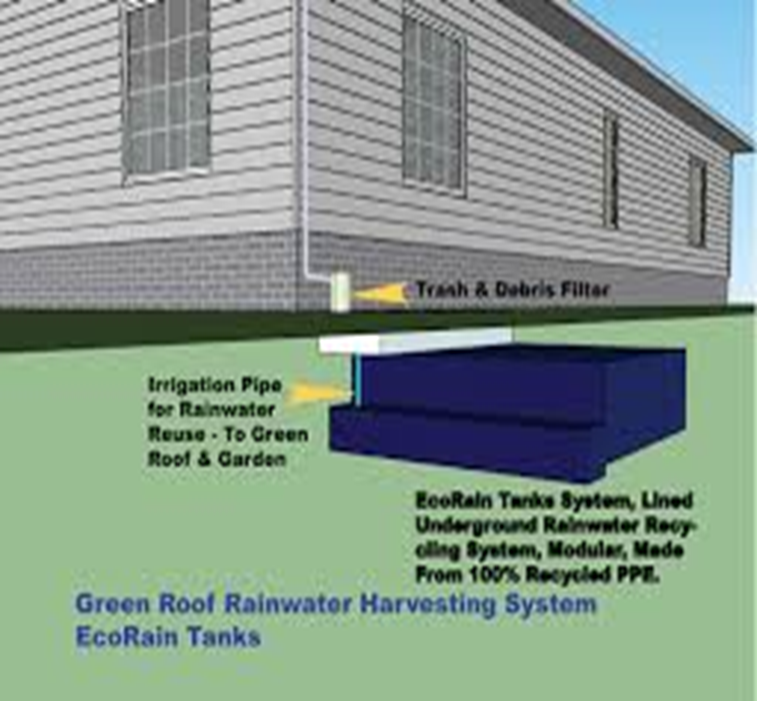 Trash & Debris Filter
Irrigation Pipe
for Rainwater
Reuse - To Green
Roof & Garden
EcoRain Tanks System, Lined
Underground Rainwater Recy-
cling System, Modular, Made
From 100% Recycled PPE.
Green Roof Rainwater Harvesting System
EcoRain Tanks